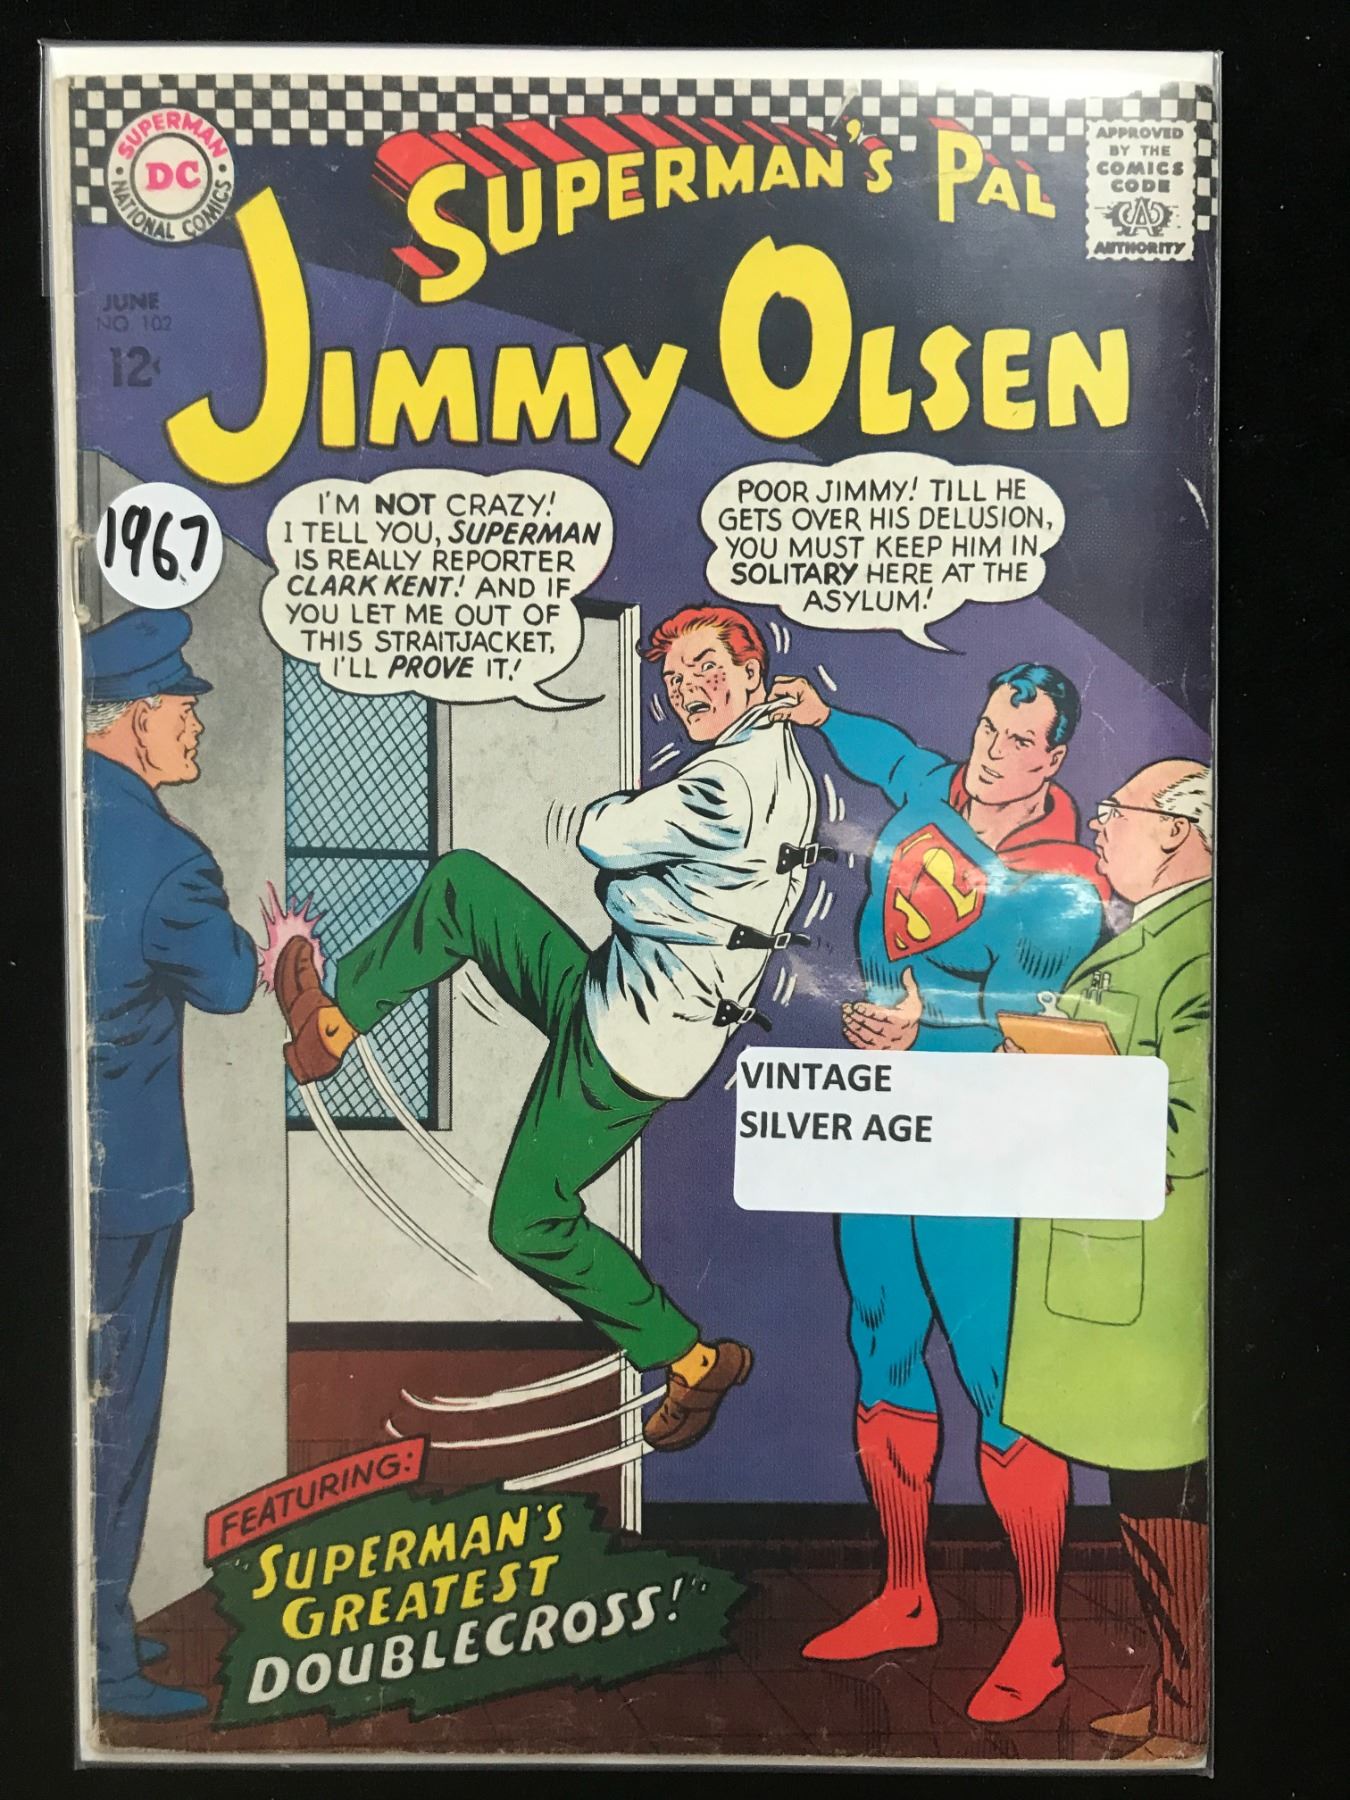 SUPERMAN
DC
NATIONAL COMICS
SUPERMAN'S PAL
JIMMY OLSEN
APPROVED
BY THE
COMICS
CODE
AUTHORITY
JUNE
NO. 102
12¢
1967
I'M NOT CRAZY!
I TELL YOU, SUPERMAN
IS REALLY REPORTER
CLARK KENT! AND IF
YOU LET ME OUT OF
THIS STRAITJACKET,
I'LL PROVE IT!
POOR JIMMY! TILL HE
GETS OVER HIS DELUSION,
YOU MUST KEEP HIM IN
SOLITARY HERE AT THE
ASYLUM!
S
VINTAGE
SILVER AGE
FEATURING:
"SUPERMAN'S
GREATEST
DOUBLECROSS!"